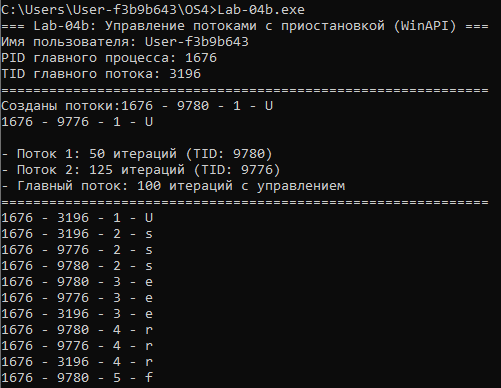 C:\Users\User-f3b9b643\OS4>Lab-04b.exe
=== Lab-04b: Управление потоками с приостановкой (WinAPI) ===
Имя пользователя: User-f3b9b643
PID главного процесса: 1676
TID главного потока: 3196
=============================================================
Созданы потоки:1676 - 9780 - 1 - U
1676 - 9776 - 1 - U
- Поток 1: 50 итераций (TID: 9780)
- Поток 2: 125 итераций (TID: 9776)
- Главный поток: 100 итераций с управлением
=============================================================
1676 - 3196 - 1 - U
1676 - 3196 - 2 - s
1676 - 9776 - 2 - s
1676 - 9780 - 2 - s
1676 - 9780 - 3 - e
1676 - 9776 - 3 - e
1676 - 3196 - 3 - e
1676 - 9780 - 4 - r
1676 - 9776 - 4 - r
1676 - 3196 - 4 - r
1676 - 9780 - 5 - f